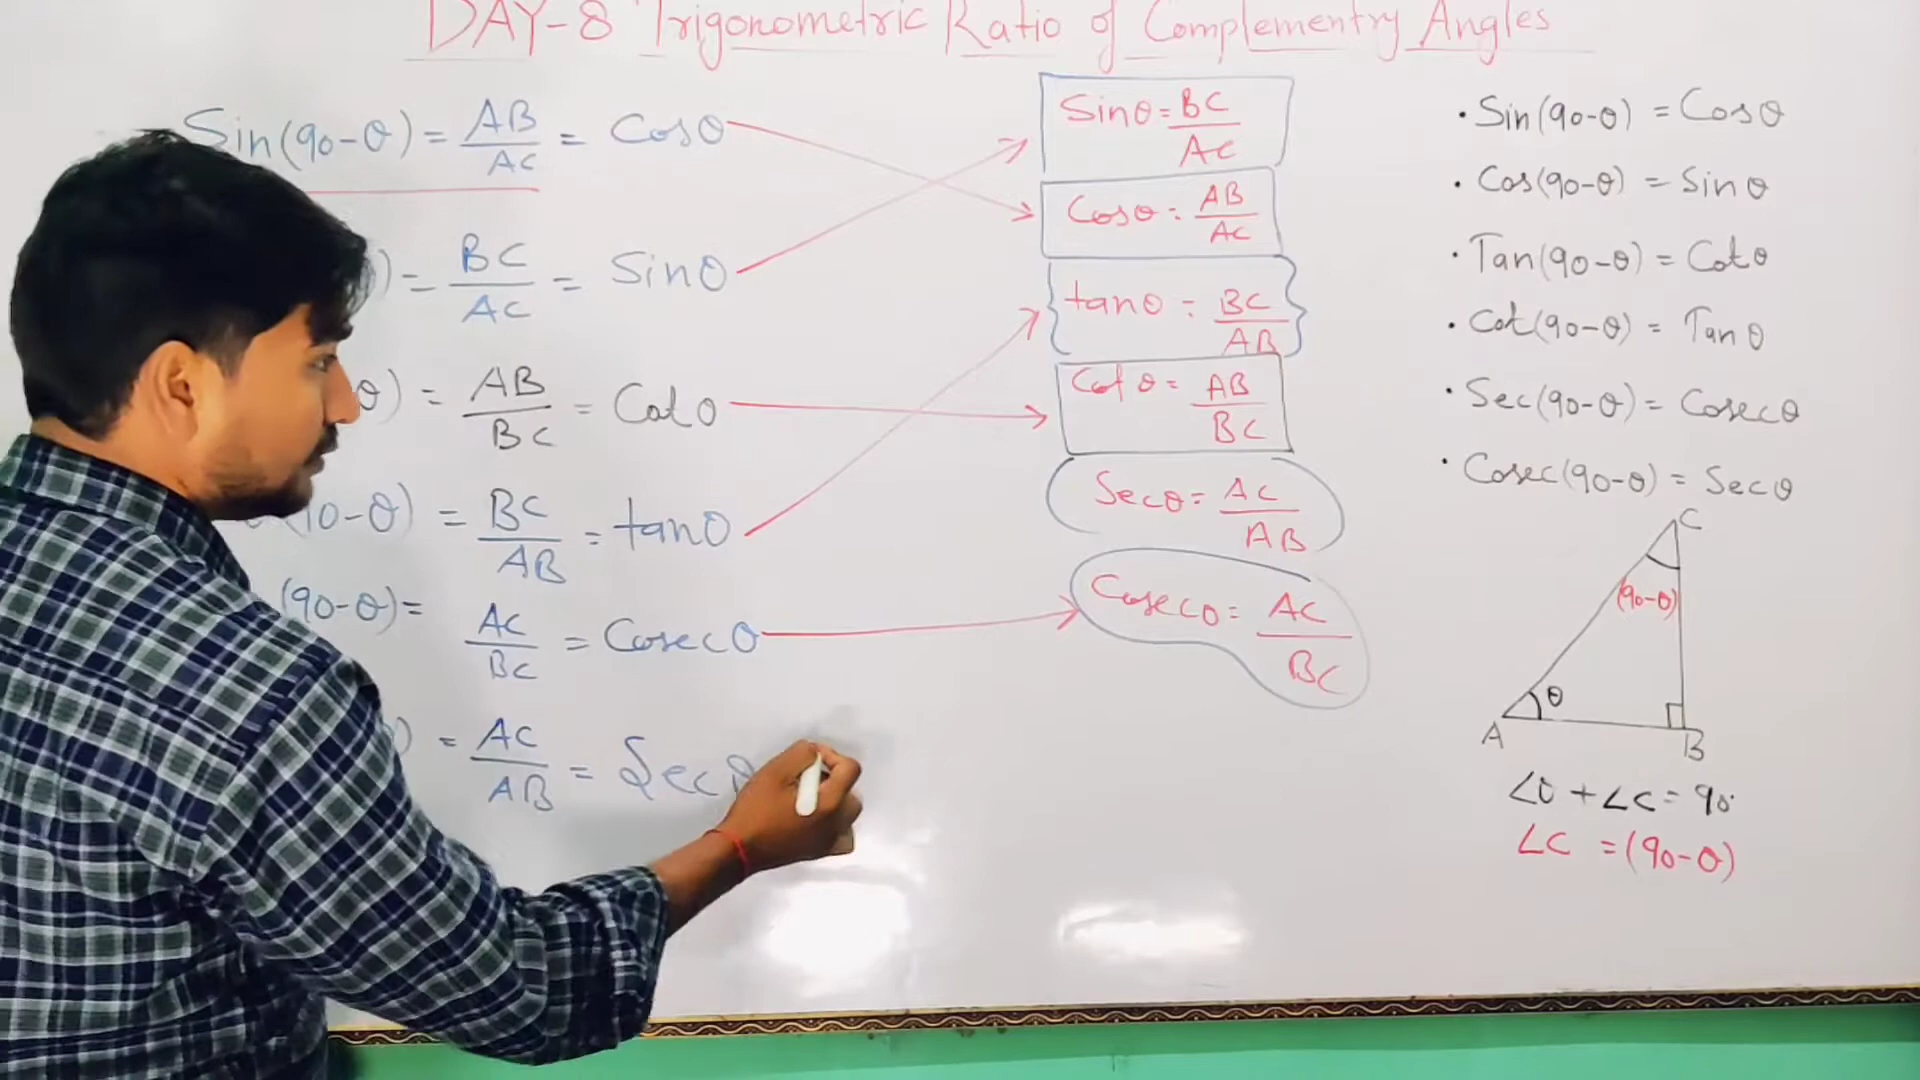 DAY-8 Trigonometric Ratio of Complementry Angles
Sin(90-θ) = AB/AC = Cosθ
) = BC/AC = Sinθ
θ) = AB/BC = Cotθ
(90-θ) = BC/AB = tanθ
(90-θ) = AC/BC = Cosecθ
) = AC/AB = Secθ
Sinθ = BC/AC
Cosθ = AB/AC
tanθ = BC/AB
Cotθ = AB/BC
Secθ = AC/AB
Cosecθ = AC/BC
• Sin(90-θ) = Cosθ
• Cos(90-θ) = Sinθ
• Tan(90-θ) = Cotθ
• Cot(90-θ) = Tanθ
• Sec(90-θ) = Cosecθ
• Cosec(90-θ) = Secθ
C
(90-θ)
θ
A B
∠θ + ∠C = 90°
∠C = (90-θ)